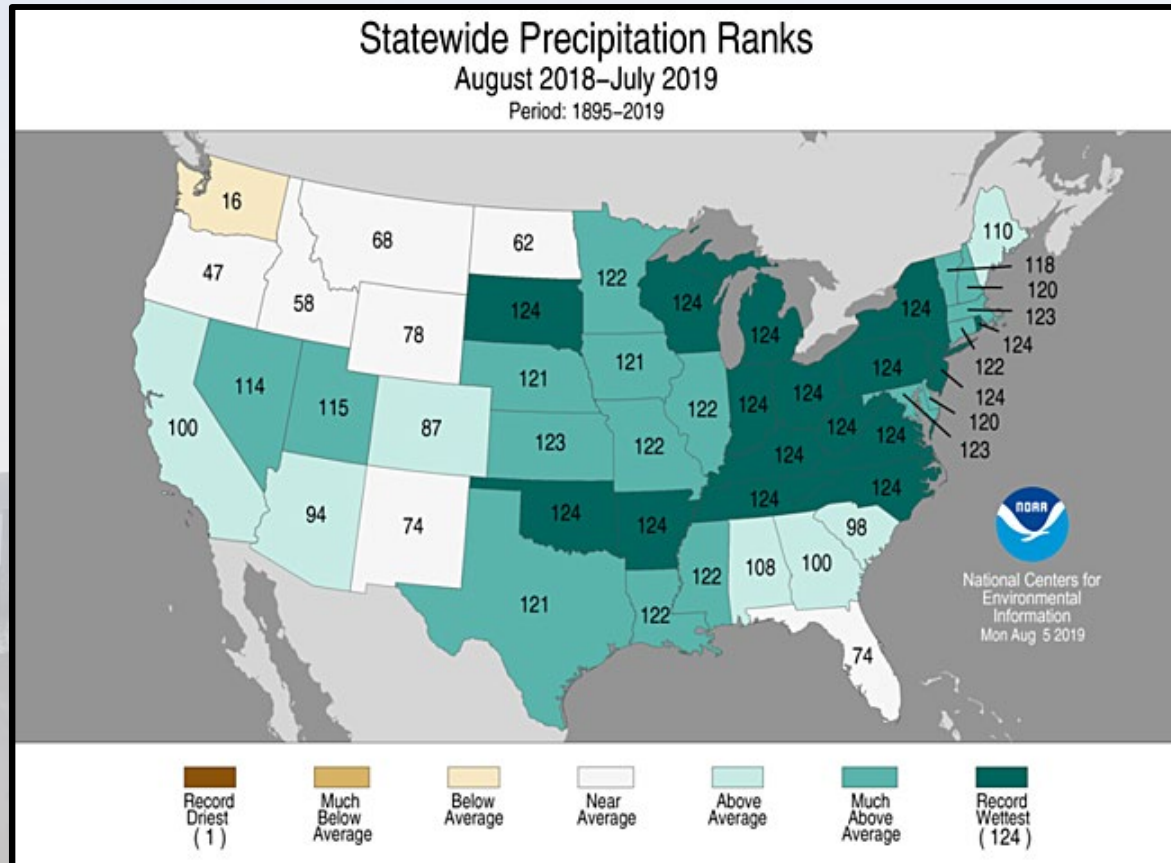 Statewide Precipitation Ranks
August 2018–July 2019
Period: 1895–2019
16
68
62
47
58
78
124
122
124
124
124
110
118
120
123
124
122
124
120
123
100
114
115
87
121
121
123
122
122
124
124
124
124
124
124
124
124
94
74
124
124
121
122
122
108
100
98
74
NOAA
National Centers for
Environmental
Information
Mon Aug 5 2019
Record
Driest
( 1 )
Much
Below
Average
Below
Average
Near
Average
Above
Average
Much
Above
Average
Record
Wettest
( 124 )